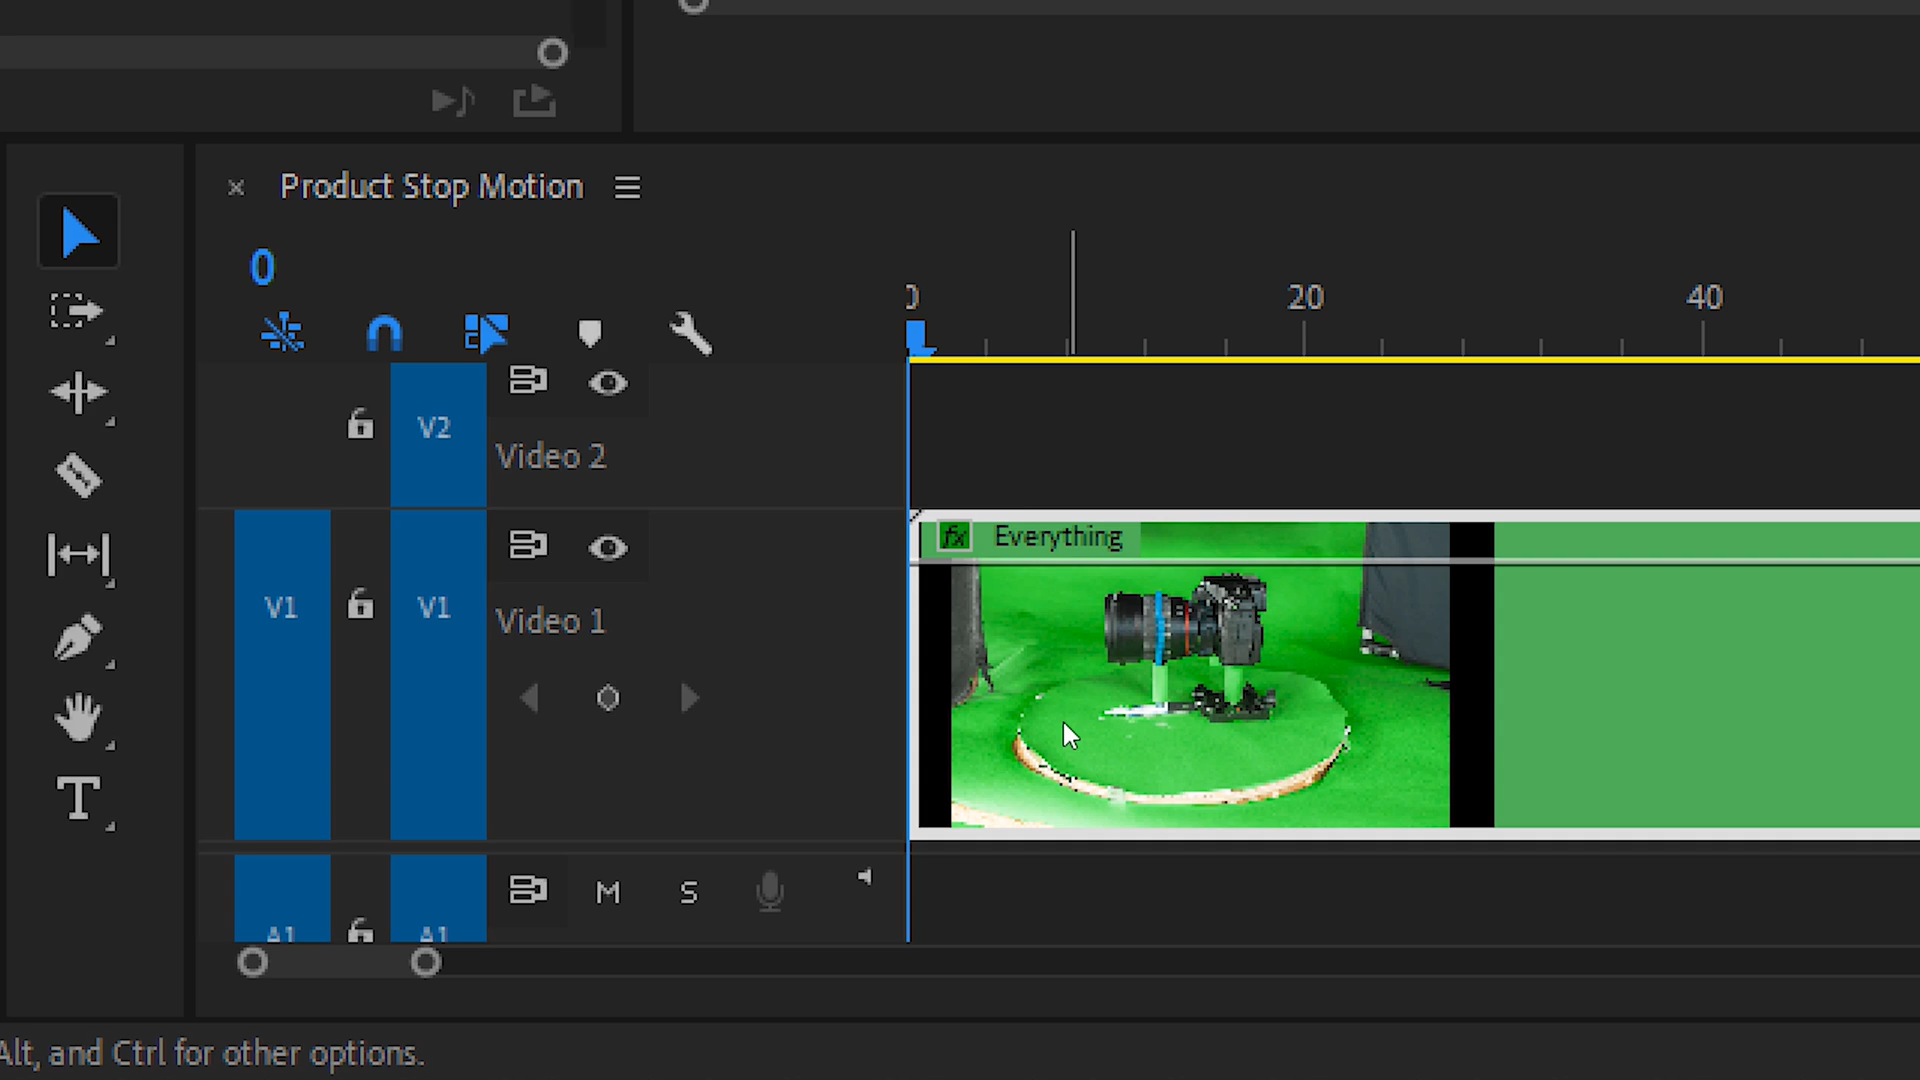 Product Stop Motion
0
0 20 40
V2
Video 2
fx Everything
V1 V1
Video 1
M S
A1 A1
Alt, and Ctrl for other options.